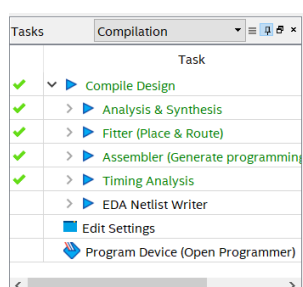 Tasks Compilation
Task
Compile Design
Analysis & Synthesis
Fitter (Place & Route)
Assembler (Generate programming
Timing Analysis
EDA Netlist Writer
Edit Settings
Program Device (Open Programmer)